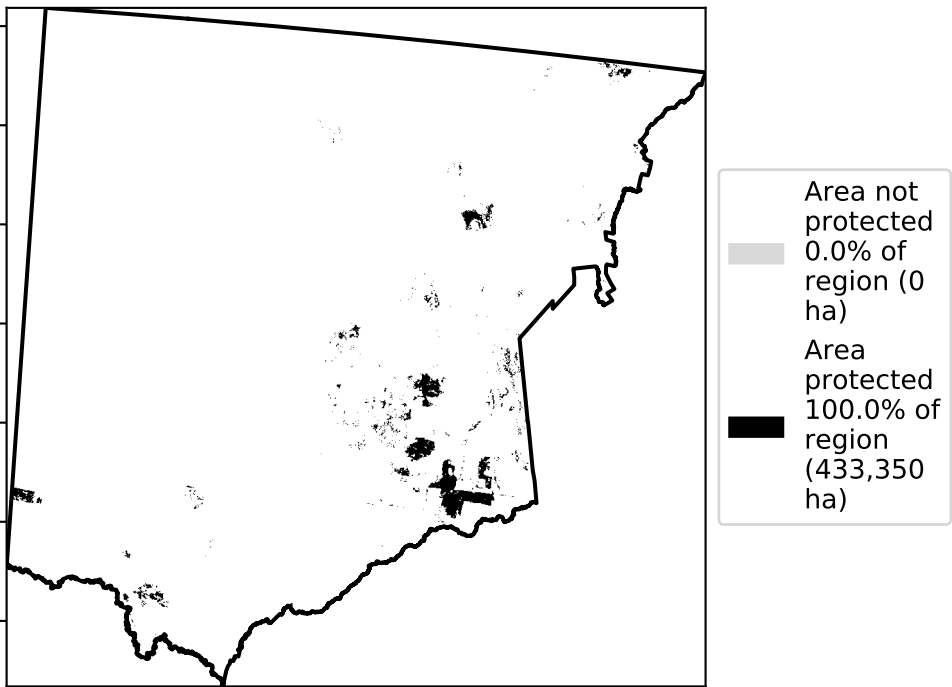 Area not
protected
0.0% of
region (0
ha)
Area
protected
100.0% of
region
(433,350
ha)